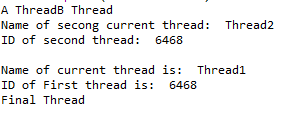 A ThreadB Thread
Name of secong current thread:  Thread2
ID of second thread:  6468
Name of current thread is:  Thread1
ID of First thread is:  6468
Final Thread